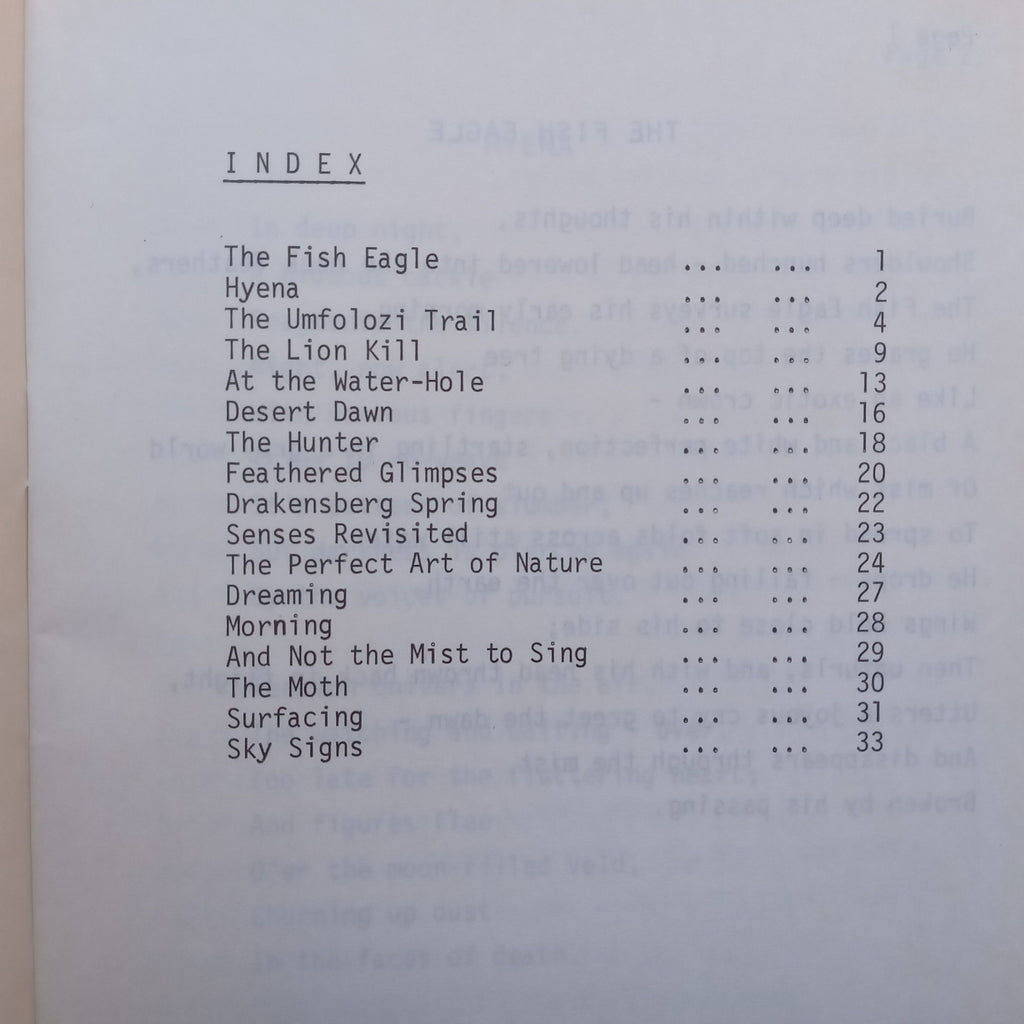 I N D E X
The Fish Eagle ... ... 1
Hyena ... ... 2
The Umfolozi Trail ... ... 4
The Lion Kill ... ... 9
At the Water-Hole ... ... 13
Desert Dawn ... ... 16
The Hunter ... ... 18
Feathered Glimpses ... ... 20
Drakensberg Spring ... ... 22
Senses Revisited ... ... 23
The Perfect Art of Nature ... ... 24
Dreaming ... ... 27
Morning ... ... 28
And Not the Mist to Sing ... ... 29
The Moth ... ... 30
Surfacing ... ... 31
Sky Signs ... ... 33